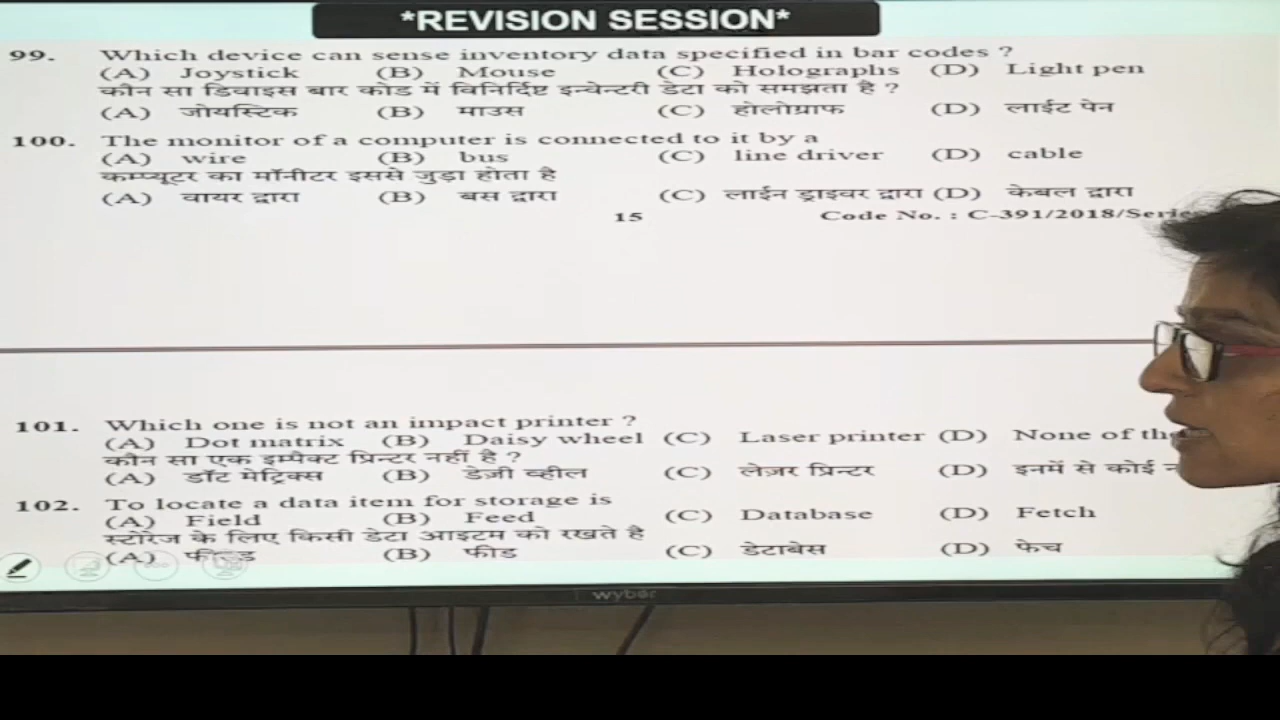 *REVISION SESSION*
99. Which device can sense inventory data specified in bar codes ?
(A) Joystick (B) Mouse (C) Holographs (D) Light pen
कौन सा डिवाइस बार कोड में विनिर्दिष्ट इन्वेन्टरी डेटा को समझता है ?
(A) जोयस्टिक (B) माउस (C) होलोग्राफ (D) लाईट पेन
100. The monitor of a computer is connected to it by a
(A) wire (B) bus (C) line driver (D) cable
कम्प्यूटर का मॉनीटर इससे जुड़ा होता है
(A) वायर द्वारा (B) बस द्वारा (C) लाईन ड्राइवर द्वारा (D) केबल द्वारा
15 Code No. : C-391/2018/Serie
101. Which one is not an impact printer ?
(A) Dot matrix (B) Daisy wheel (C) Laser printer (D) None of the
कौन सा एक इम्पैक्ट प्रिन्टर नहीं है ?
(A) डॉट मेट्रिक्स (B) डेज़ी व्हील (C) लेज़र प्रिन्टर (D) इनमें से कोई न
102. To locate a data item for storage is
(A) Field (B) Feed (C) Database (D) Fetch
स्टोरेज के लिए किसी डेटा आइटम को रखते है
(A) फील्ड (B) फीड (C) डेटाबेस (D) फेच
wybor